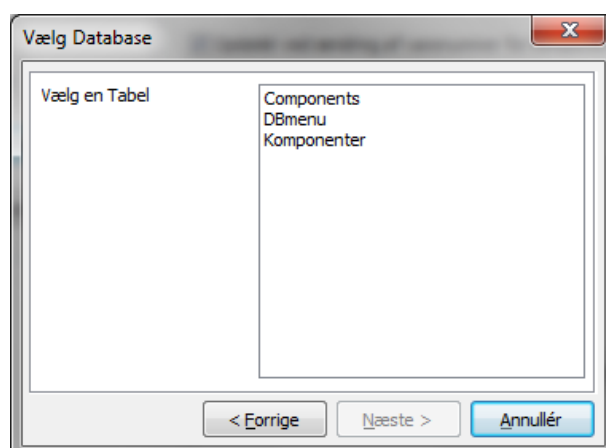 Vælg Database
Vælg en Tabel
Components
DBmenu
Komponenter
< Forrige
Næste >
Annullér